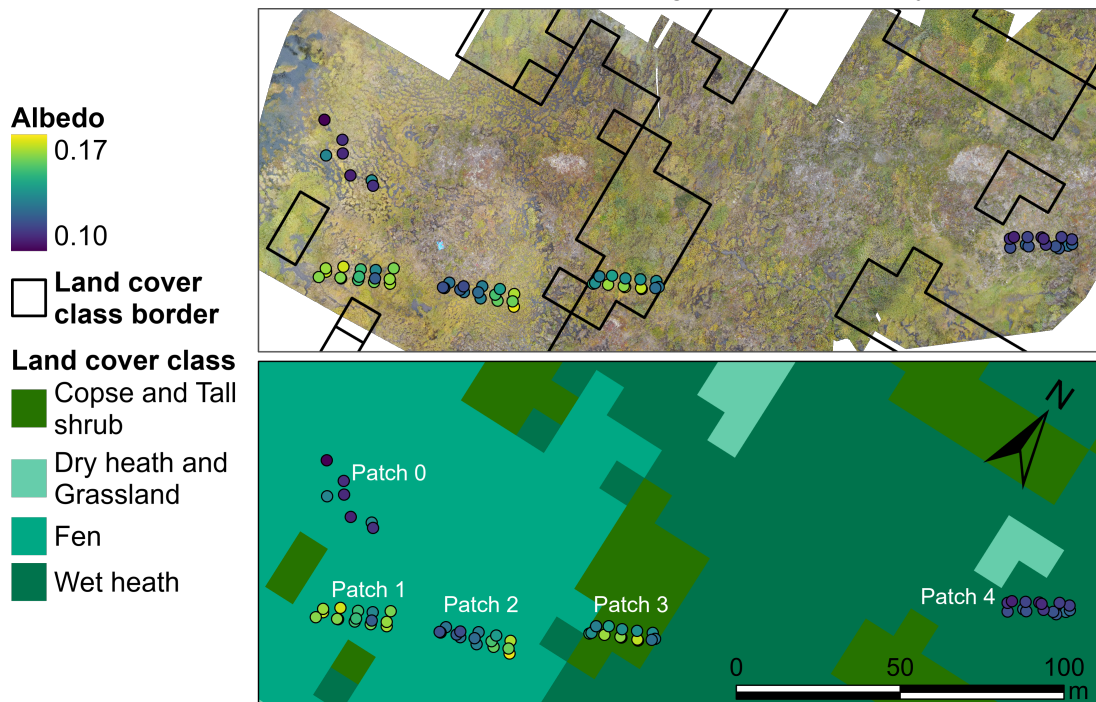 Albedo
0.17
0.10
Land cover
class border
Land cover class
Copse and Tall
shrub
Dry heath and
Grassland
Fen
Wet heath
N
Patch 0
Patch 1
Patch 2
Patch 3
Patch 4
0
50
100
m